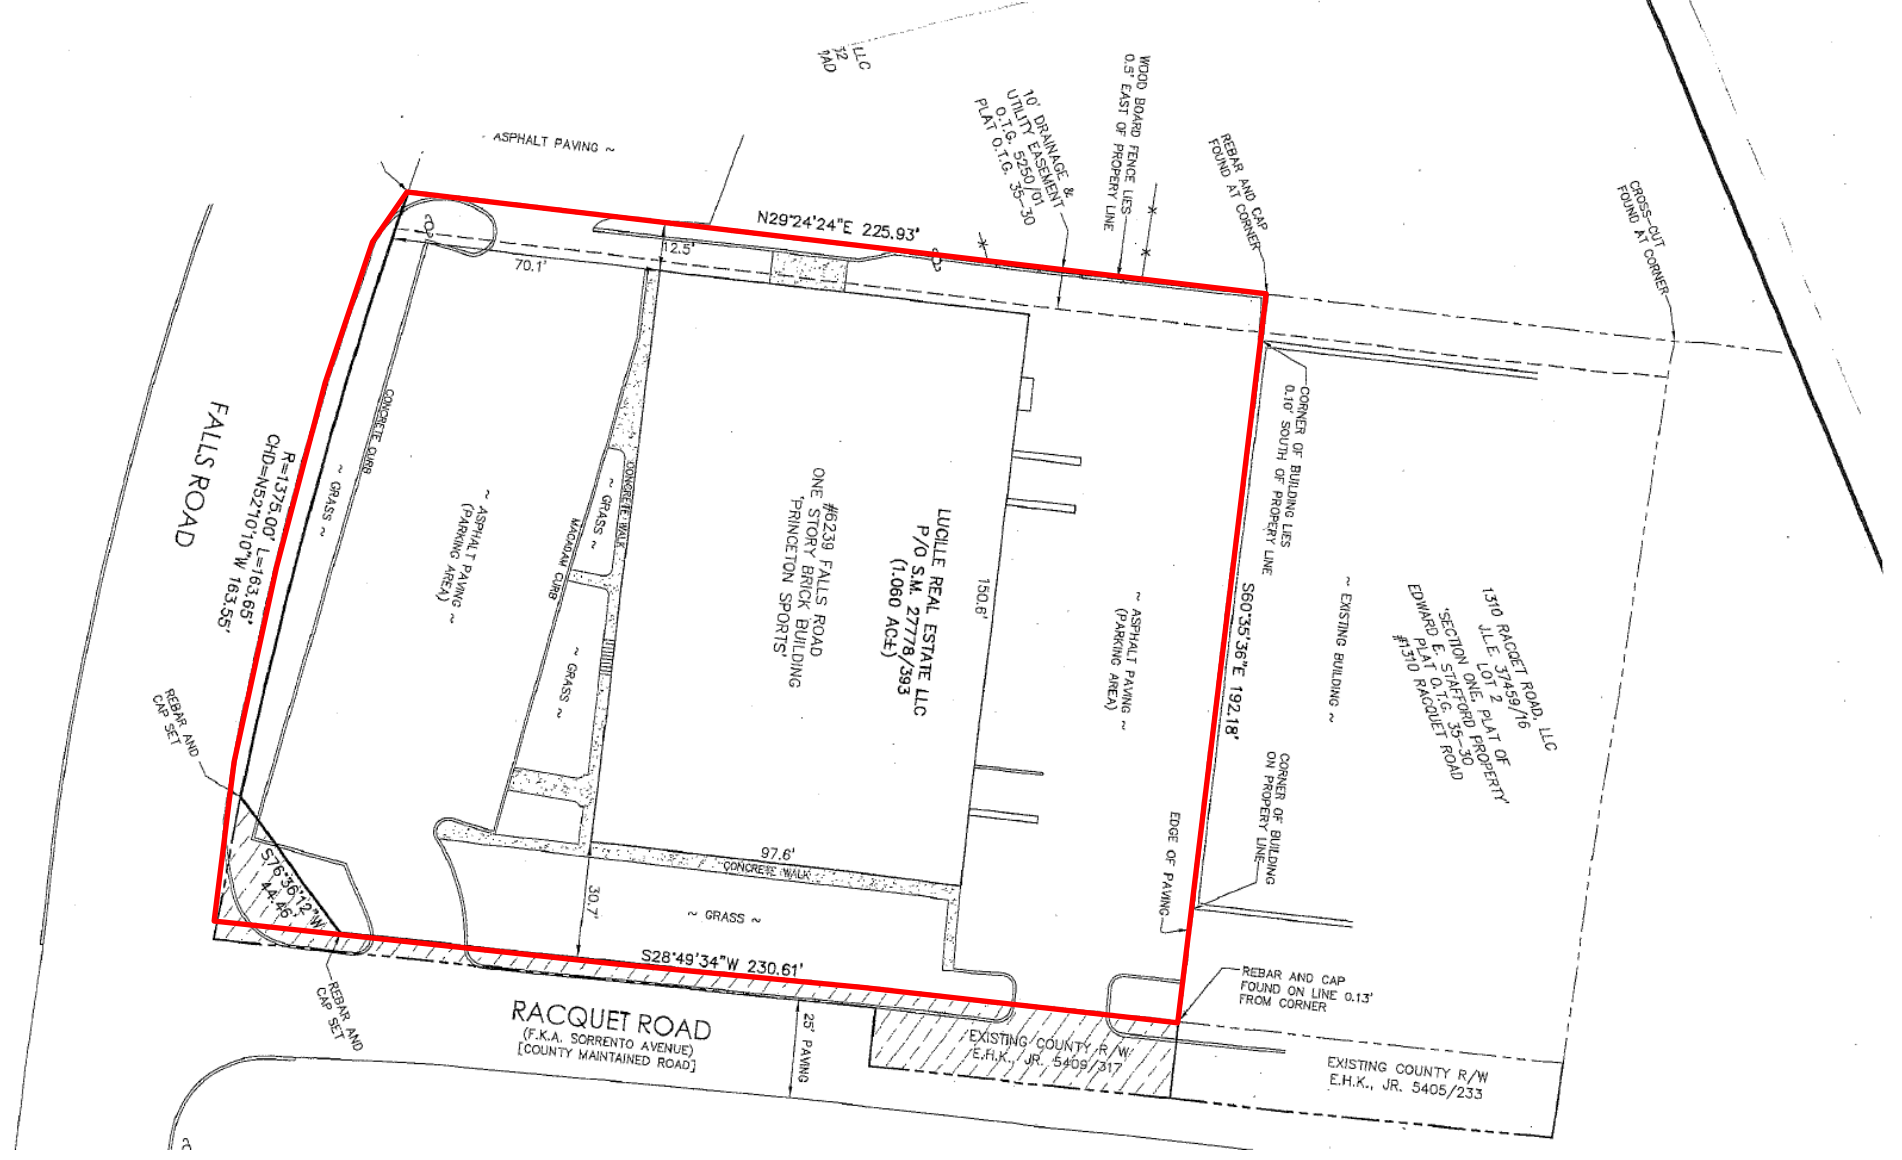 LLC
32
~ ASPHALT PAVING ~
WOOD BOARD FENCE LIES
0.5' EAST OF PROPERY LINE
10' DRAINAGE &
UTILITY EASEMENT
O.T.G. 5250/01
PLAT O.T.G. 35-30
REBAR AND CAP
FOUND AT CORNER
CROSS-CUT
FOUND AT CORNER
N29°24'24"E 225.93'
12.5'
70.1'
CORNER OF BUILDING LIES
0.10' SOUTH OF PROPERTY LINE
FALLS ROAD
R=1375.00' L=163.65'
CHD=N52°10'10"W 163.55'
~ GRASS ~
CONCRETE CURB
~ ASPHALT PAVING ~
(PARKING AREA)
MACADAM CURB
~ GRASS ~
CONCRETE WALK
~ GRASS ~
#6239 FALLS ROAD
ONE STORY BRICK BUILDING
'PRINCETON SPORTS'
LUCILLE REAL ESTATE LLC
P/O S.M. 27778/393
(1.060 AC±)
150.6'
~ ASPHALT PAVING ~
(PARKING AREA)
S60°35'36"E 192.18'
~ EXISTING BUILDING ~
1310 RACQET ROAD, LLC
J.L.E. 37459/16
LOT 2
'SECTION ONE, PLAT OF
EDWARD E. STAFFORD PROPERTY'
PLAT O.T.G. 35-30
#1310 RACQUET ROAD
REBAR AND
CAP SET
CORNER OF BUILDING
ON PROPERTY LINE
EDGE OF PAVING
S76°36'12"W
44.46'
97.6'
CONCRETE WALK
30.7'
~ GRASS ~
S28°49'34"W 230.61'
REBAR AND
CAP SET
REBAR AND CAP
FOUND ON LINE 0.13'
FROM CORNER
RACQUET ROAD
(F.K.A. SORRENTO AVENUE)
[COUNTY MAINTAINED ROAD]
25' PAVING
EXISTING COUNTY R/W
E.H.K., JR. 5409/317
EXISTING COUNTY R/W
E.H.K., JR. 5405/233